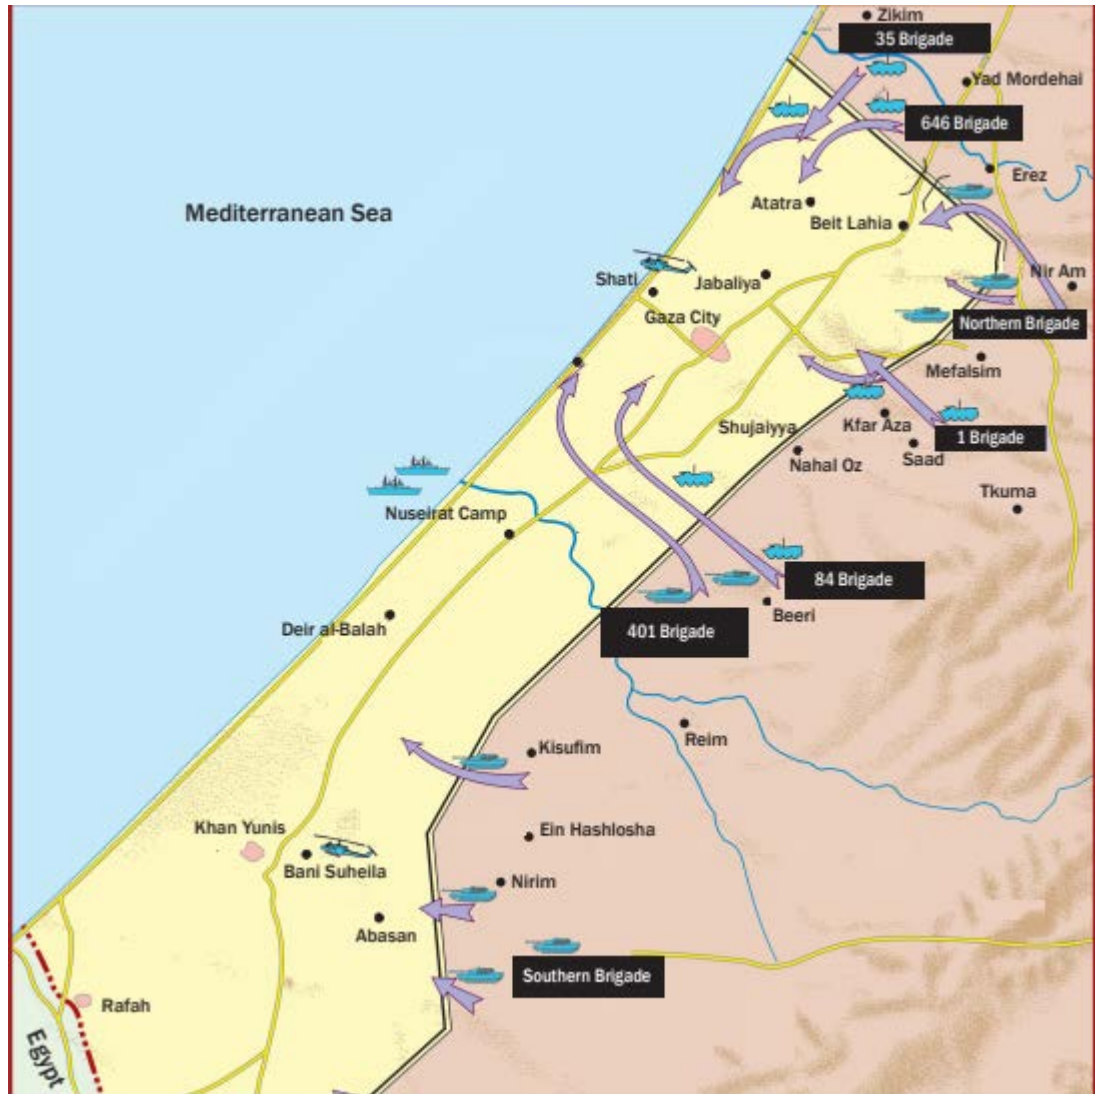 Zikim
35 Brigade
Yad Mordehai
646 Brigade
Erez
Mediterranean Sea
Atatra
Beit Lahia
Shati
Jabaliya
Nir Am
Gaza City
Northern Brigade
Mefalsim
Shujaiyya
Kfar Aza
1 Brigade
Nahal Oz
Saad
Tkuma
Nuseirat Camp
84 Brigade
Beeri
401 Brigade
Deir al-Balah
Reim
Kisufim
Khan Yunis
Ein Hashlosha
Bani Suheila
Nirim
Abasan
Southern Brigade
Rafah
Egypt